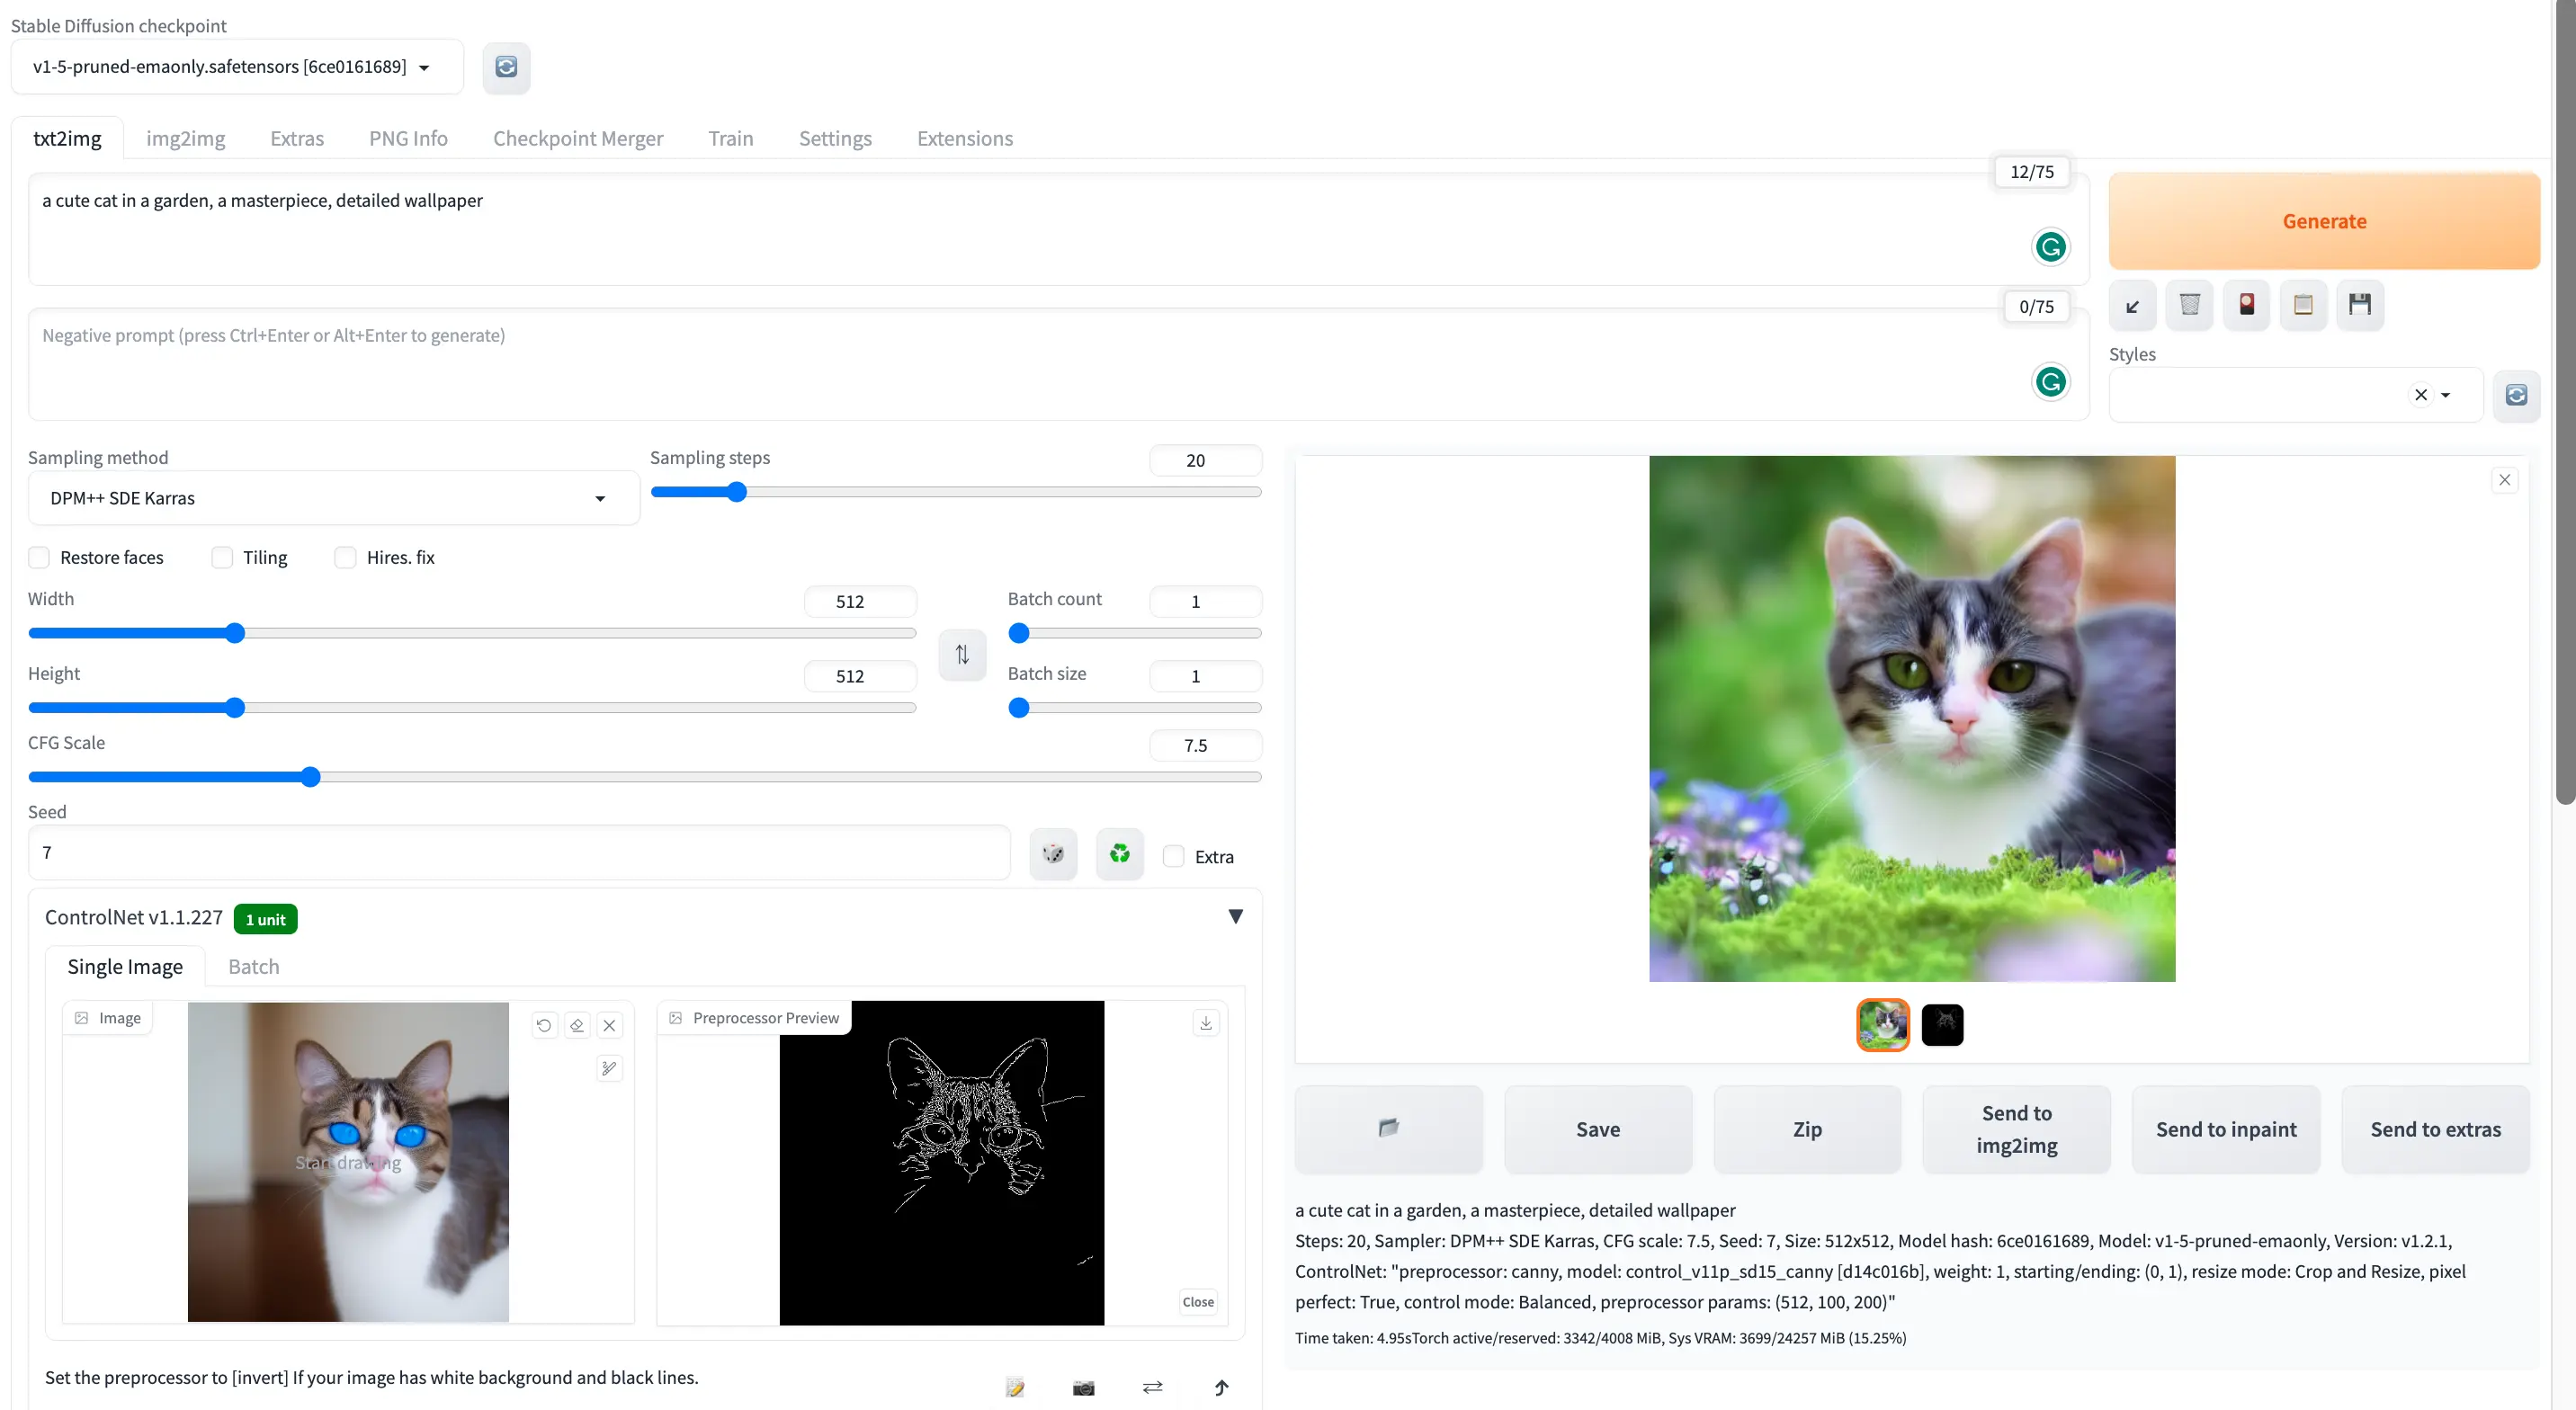 Stable Diffusion checkpoint
v1-5-pruned-emaonly.safetensors [6ce0161689]
txt2img
img2img
Extras
PNG Info
Checkpoint Merger
Train
Settings
Extensions
12/75
a cute cat in a garden, a masterpiece, detailed wallpaper
Generate
0/75
Negative prompt (press Ctrl+Enter or Alt+Enter to generate)
Styles
Sampling method
DPM++ SDE Karras
Sampling steps
20
Restore faces
Tiling
Hires. fix
Width
512
Batch count
1
Height
512
Batch size
1
CFG Scale
7.5
Seed
7
Extra
ControlNet v1.1.227
1 unit
Single Image
Batch
Image
Start drawing
Preprocessor Preview
Close
Set the preprocessor to [invert] If your image has white background and black lines.
Save
Zip
Send to
img2img
Send to inpaint
Send to extras
a cute cat in a garden, a masterpiece, detailed wallpaper
Steps: 20, Sampler: DPM++ SDE Karras, CFG scale: 7.5, Seed: 7, Size: 512x512, Model hash: 6ce0161689, Model: v1-5-pruned-emaonly, Version: v1.2.1,
ControlNet: "preprocessor: canny, model: control_v11p_sd15_canny [d14c016b], weight: 1, starting/ending: (0, 1), resize mode: Crop and Resize, pixel
perfect: True, control mode: Balanced, preprocessor params: (512, 100, 200)"
Time taken: 4.95sTorch active/reserved: 3342/4008 MiB, Sys VRAM: 3699/24257 MiB (15.25%)